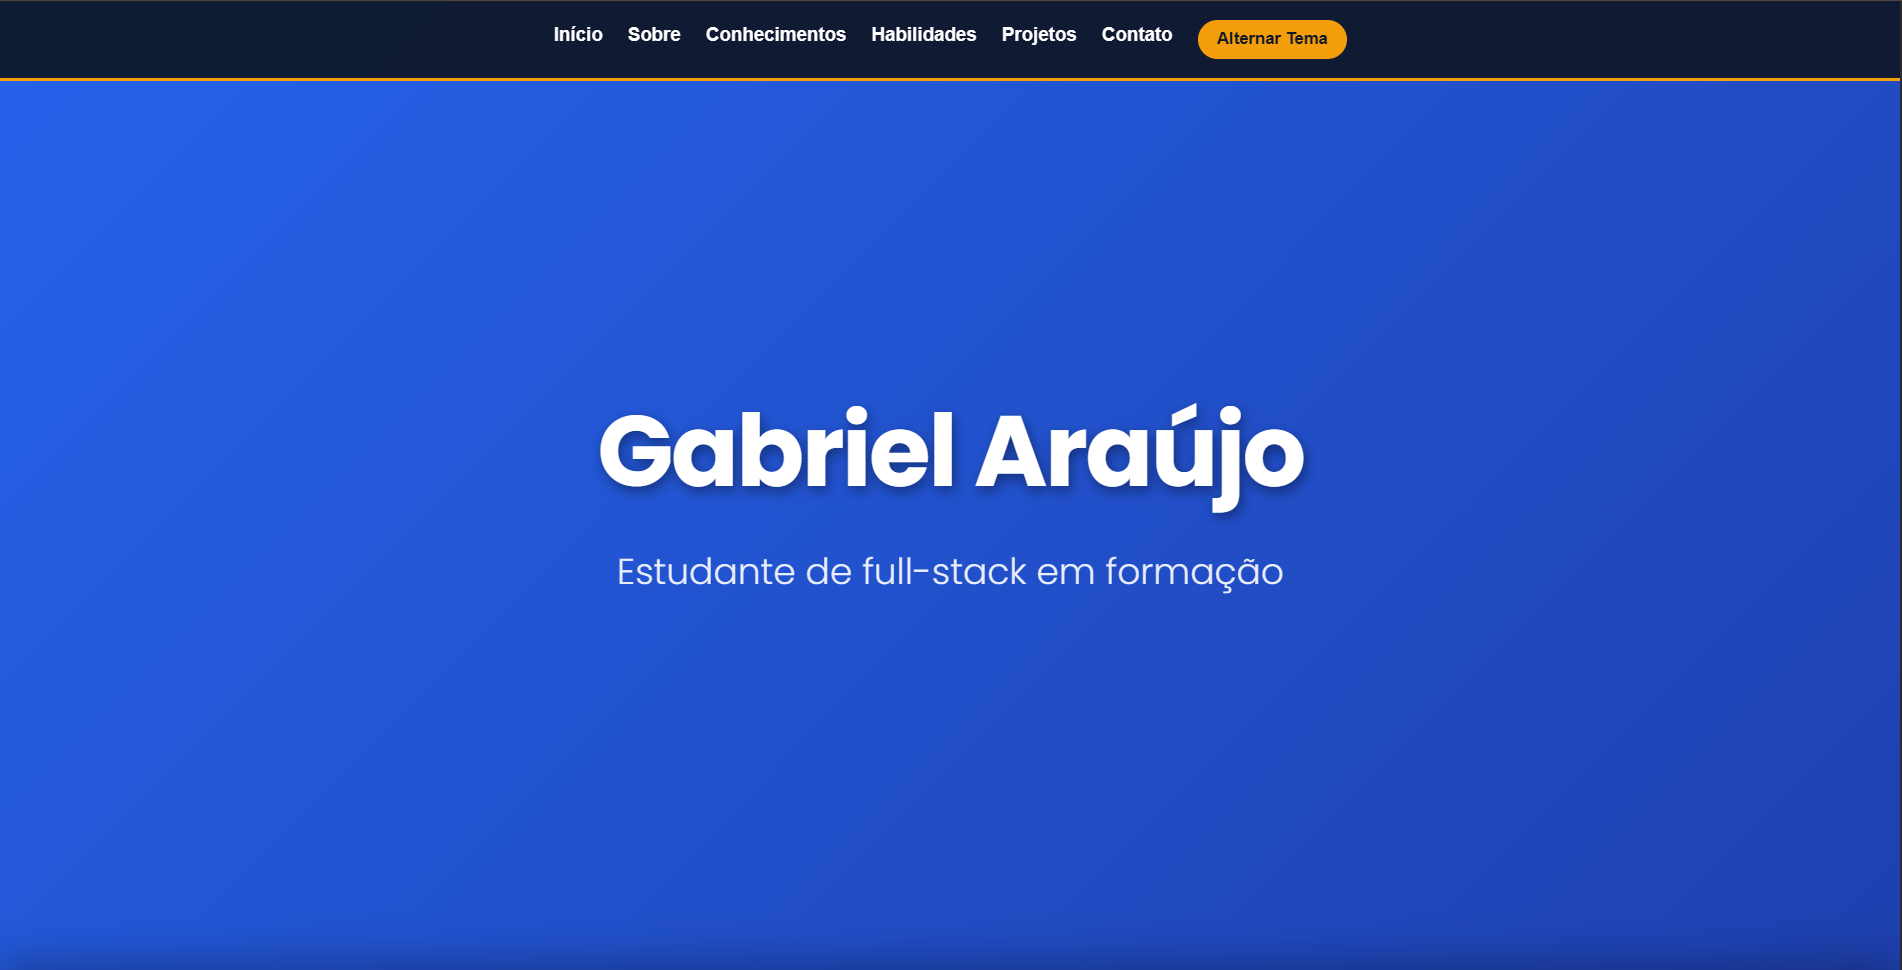 Início Sobre Conhecimentos Habilidades Projetos Contato Alternar Tema
Gabriel Araújo
Estudante de full-stack em formação